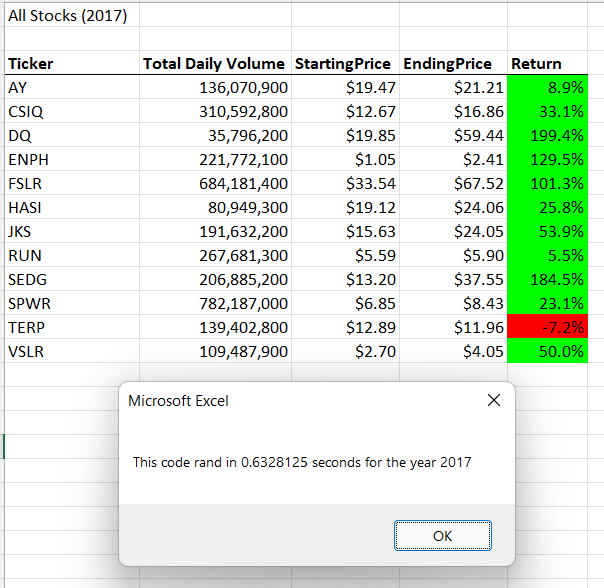 All Stocks (2017)
Ticker Total Daily Volume StartingPrice EndingPrice Return
AY 136,070,900 $19.47 $21.21 8.9%
CSIQ 310,592,800 $12.67 $16.86 33.1%
DQ 35,796,200 $19.85 $59.44 199.4%
ENPH 221,772,100 $1.05 $2.41 129.5%
FSLR 684,181,400 $33.54 $67.52 101.3%
HASI 80,949,300 $19.12 $24.06 25.8%
JKS 191,632,200 $15.63 $24.05 53.9%
RUN 267,681,300 $5.59 $5.90 5.5%
SEDG 206,885,200 $13.20 $37.55 184.5%
SPWR 782,187,000 $6.85 $8.43 23.1%
TERP 139,402,800 $12.89 $11.96 -7.2%
VSLR 109,487,900 $2.70 $4.05 50.0%
Microsoft Excel
This code rand in 0.6328125 seconds for the year 2017
OK